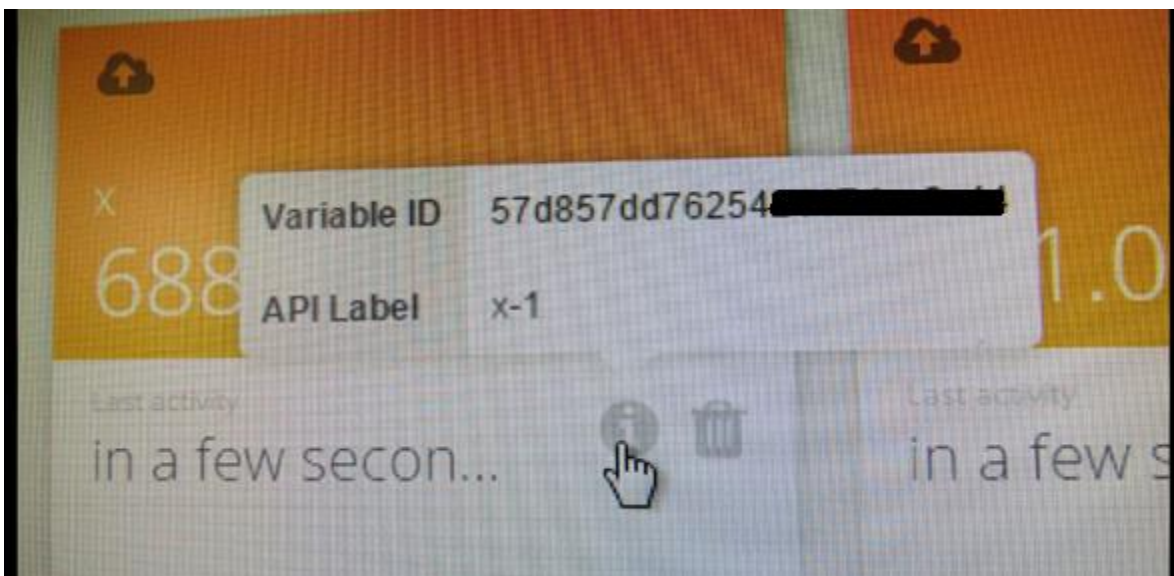 x
Variable ID 57d857dd76254
688
API Label x-1
1.0
Last activity
Last activity
in a few secon...
in a few s